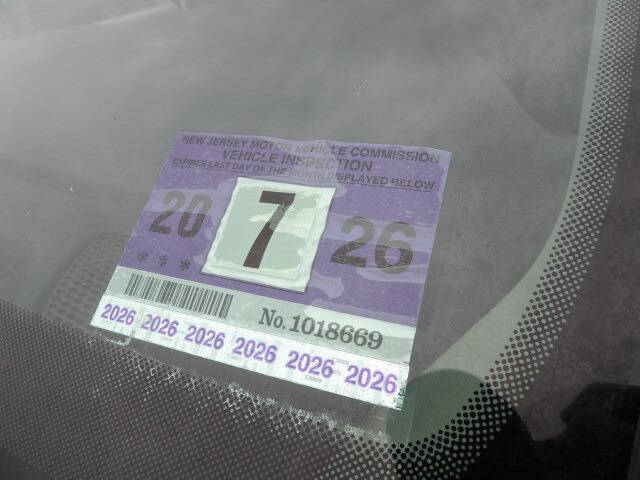 NEW JERSEY MOTOR VEHICLE COMMISSION
VEHICLE INSPECTION
EXPIRES LAST DAY OF THE MONTH DISPLAYED BELOW
20 7 26
***
No. 1018669
2026 2026 2026 2026 2026 2026